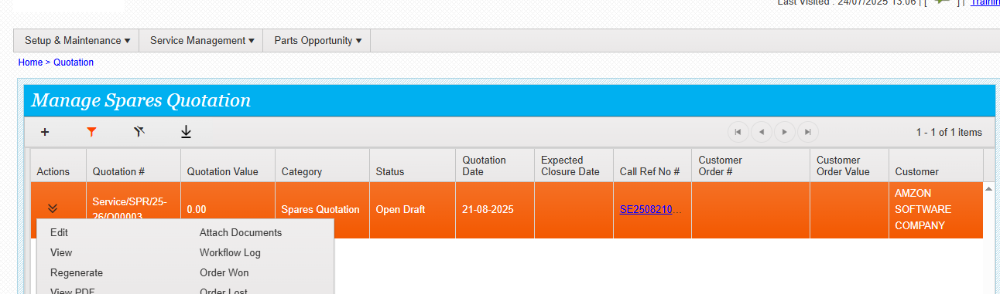 Last Visited : 24/07/2025 13:06 | [ ] |
Setup & Maintenance Service Management Parts Opportunity
Home > Quotation
Manage Spares Quotation
1 - 1 of 1 items
Actions Quotation # Quotation Value Category Status Quotation Date Expected Closure Date Call Ref No # Customer Order # Customer Order Value Customer
Service/SPR/25-26/Q00003 0.00 Spares Quotation Open Draft 21-08-2025 SE2508210... AMZON SOFTWARE COMPANY
Edit Attach Documents
View Workflow Log
Regenerate Order Won
View PDF Order Lost